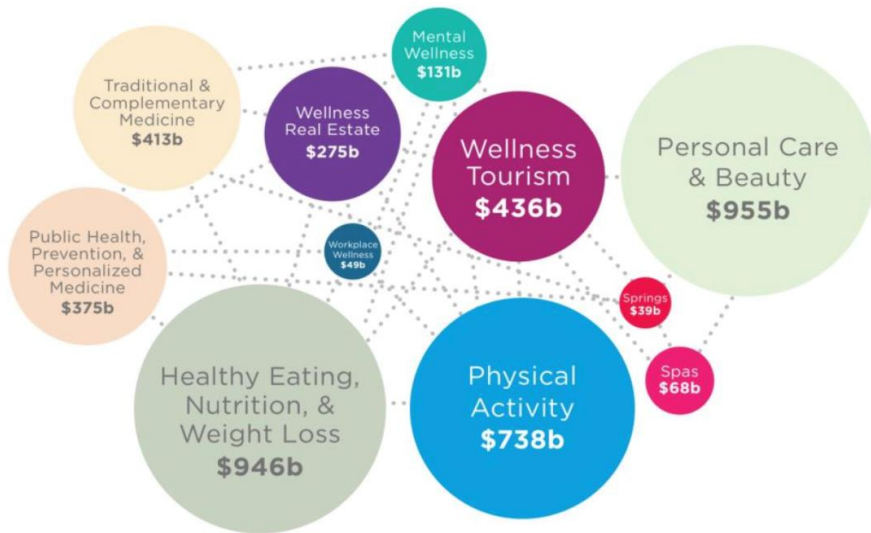 Mental
Wellness
$131b
Traditional &
Complementary
Medicine
$413b
Wellness
Real Estate
$275b
Wellness
Tourism
$436b
Personal Care
& Beauty
$955b
Public Health,
Prevention, &
Personalized
Medicine
$375b
Workplace
Wellness
$49b
Springs
$39b
Healthy Eating,
Nutrition, &
Weight Loss
$946b
Physical
Activity
$738b
Spas
$68b